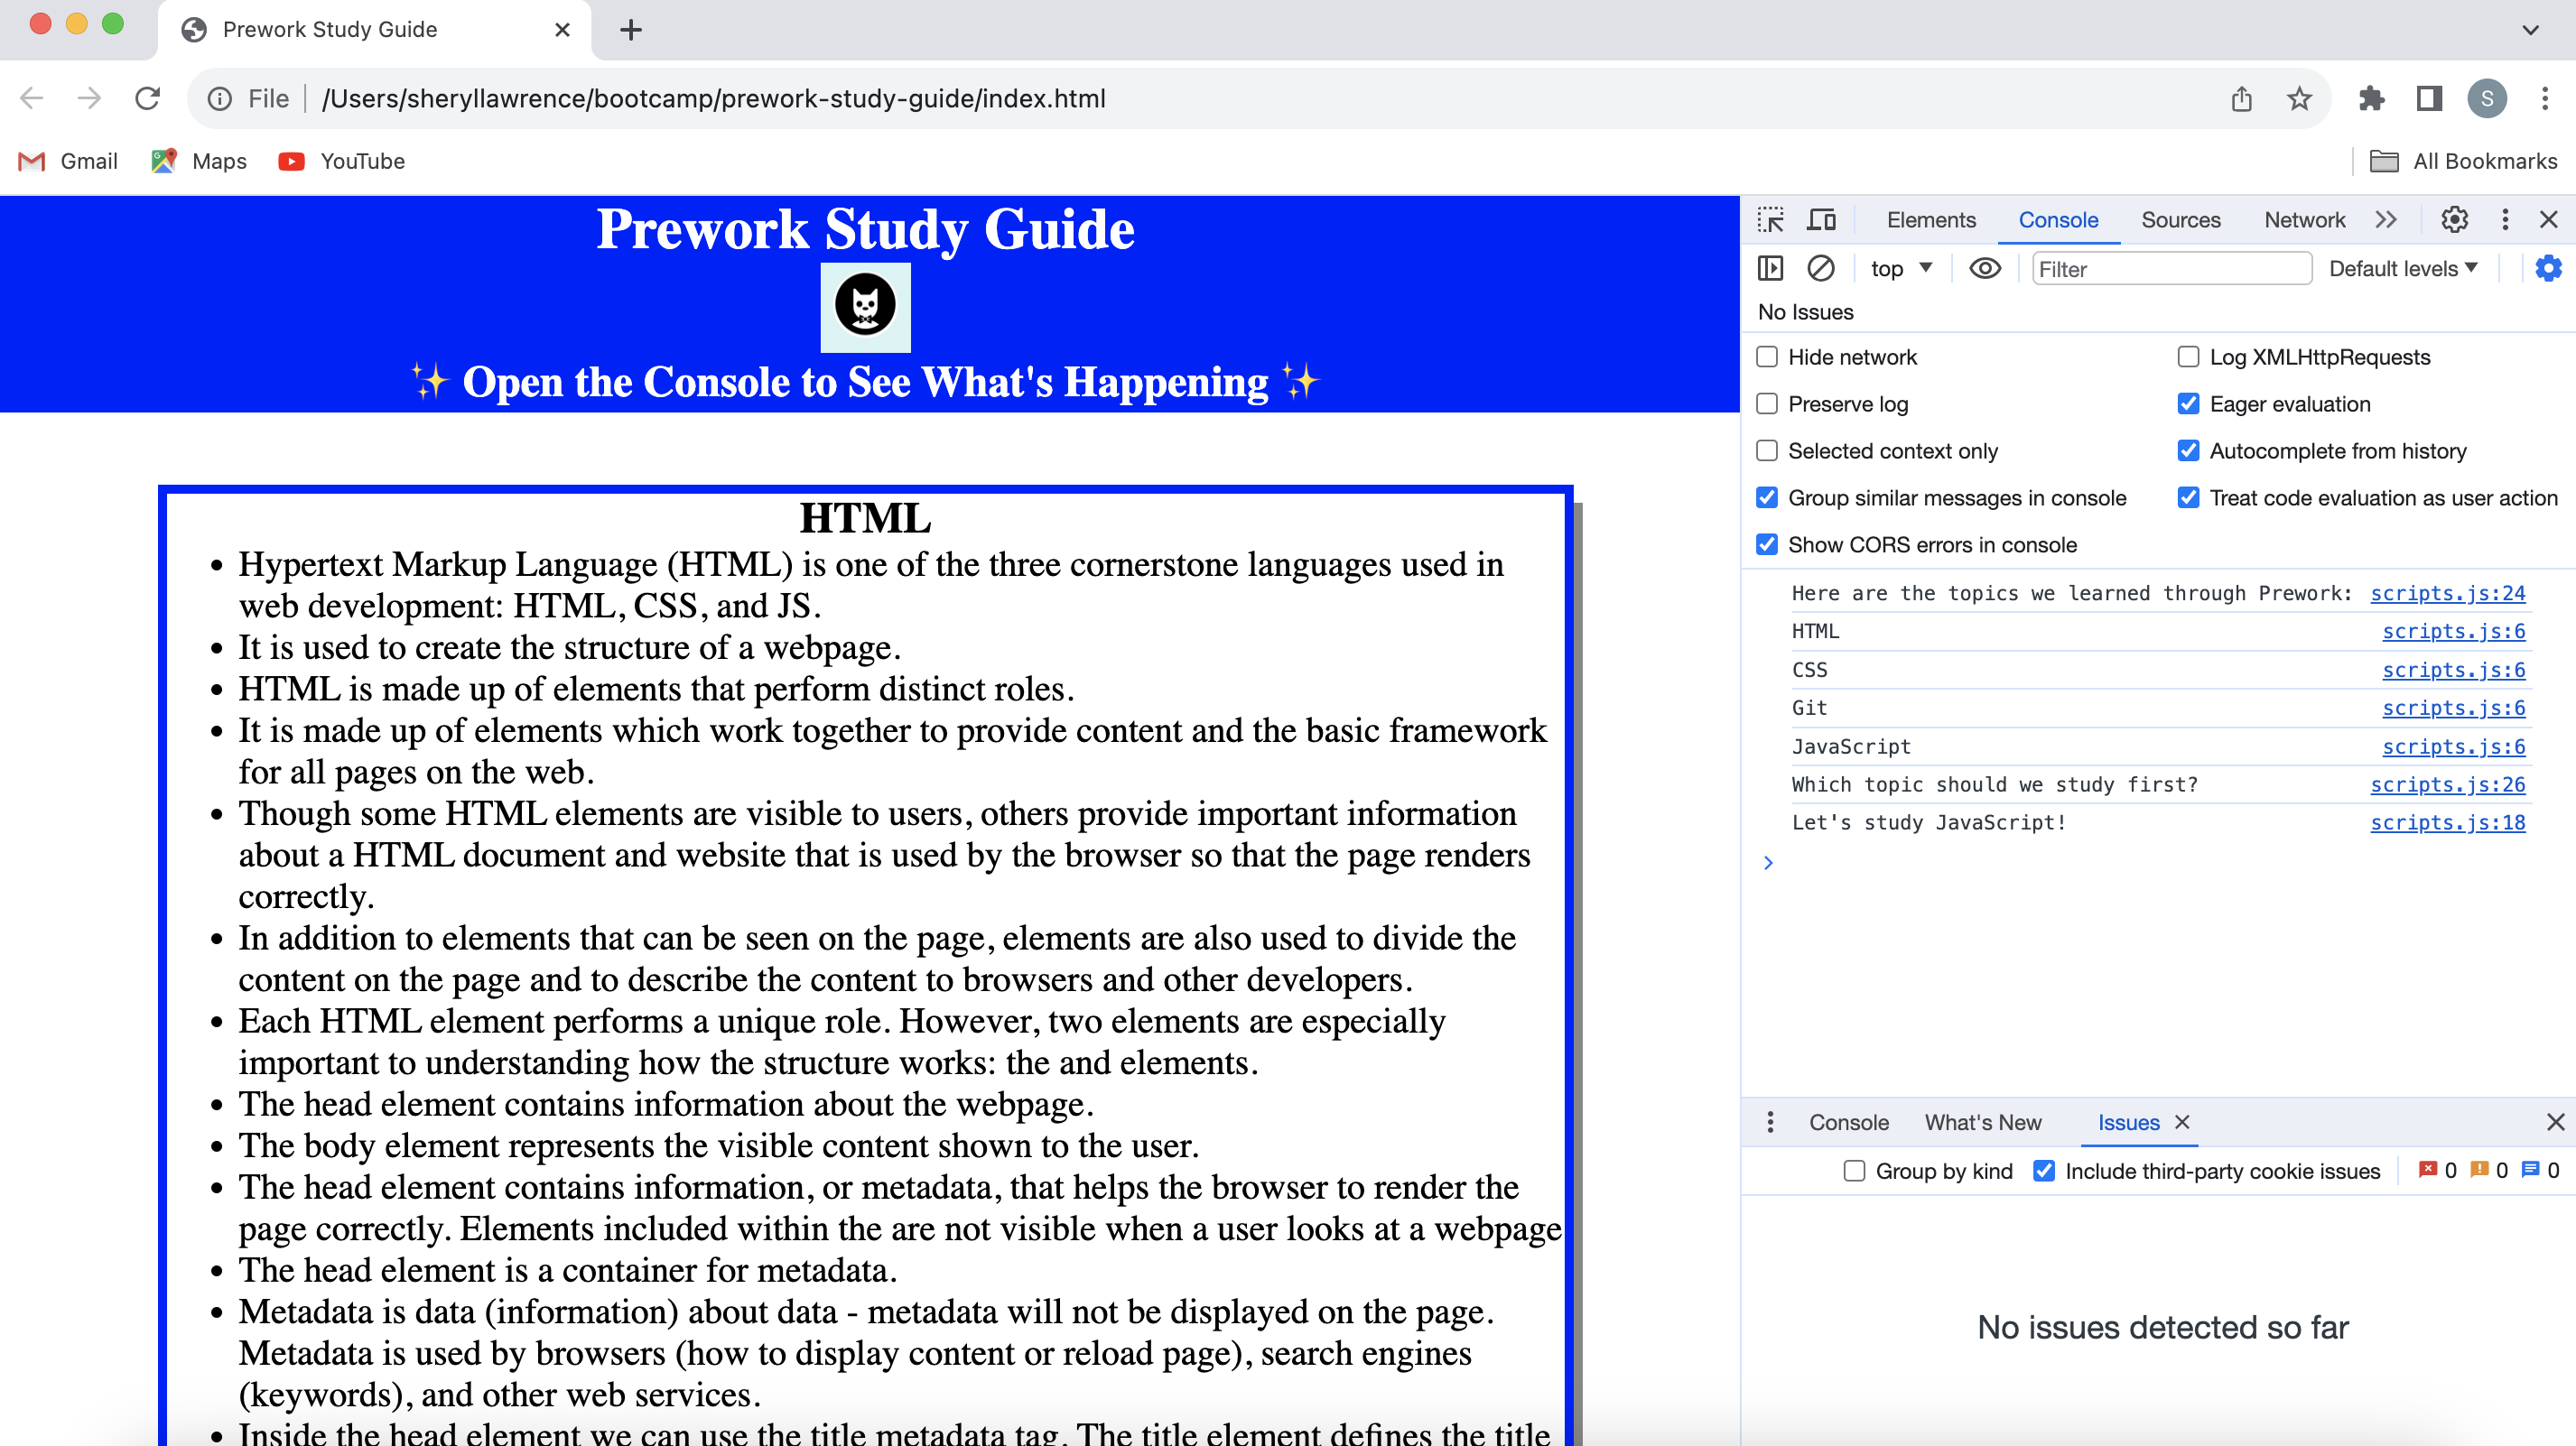 Prework Study Guide
File /Users/sheryllawrence/bootcamp/prework-study-guide/index.html
S
Gmail Maps YouTube All Bookmarks
Prework Study Guide
✨ Open the Console to See What's Happening ✨
HTML
• Hypertext Markup Language (HTML) is one of the three cornerstone languages used in
web development: HTML, CSS, and JS.
• It is used to create the structure of a webpage.
• HTML is made up of elements that perform distinct roles.
• It is made up of elements which work together to provide content and the basic framework
for all pages on the web.
• Though some HTML elements are visible to users, others provide important information
about a HTML document and website that is used by the browser so that the page renders
correctly.
• In addition to elements that can be seen on the page, elements are also used to divide the
content on the page and to describe the content to browsers and other developers.
• Each HTML element performs a unique role. However, two elements are especially
important to understanding how the structure works: the and elements.
• The head element contains information about the webpage.
• The body element represents the visible content shown to the user.
• The head element contains information, or metadata, that helps the browser to render the
page correctly. Elements included within the are not visible when a user looks at a webpage
• The head element is a container for metadata.
• Metadata is data (information) about data - metadata will not be displayed on the page.
Metadata is used by browsers (how to display content or reload page), search engines
(keywords), and other web services.
• Inside the head element we can use the title metadata tag. The title element defines the title
Elements Console Sources Network
top Filter Default levels
No Issues
Hide network Log XMLHttpRequests
Preserve log Eager evaluation
Selected context only Autocomplete from history
Group similar messages in console Treat code evaluation as user action
Show CORS errors in console
Here are the topics we learned through Prework: scripts.js:24
HTML scripts.js:6
CSS scripts.js:6
Git scripts.js:6
JavaScript scripts.js:6
Which topic should we study first? scripts.js:26
Let's study JavaScript! scripts.js:18
Console What's New Issues
Group by kind Include third-party cookie issues 0 0 0
No issues detected so far